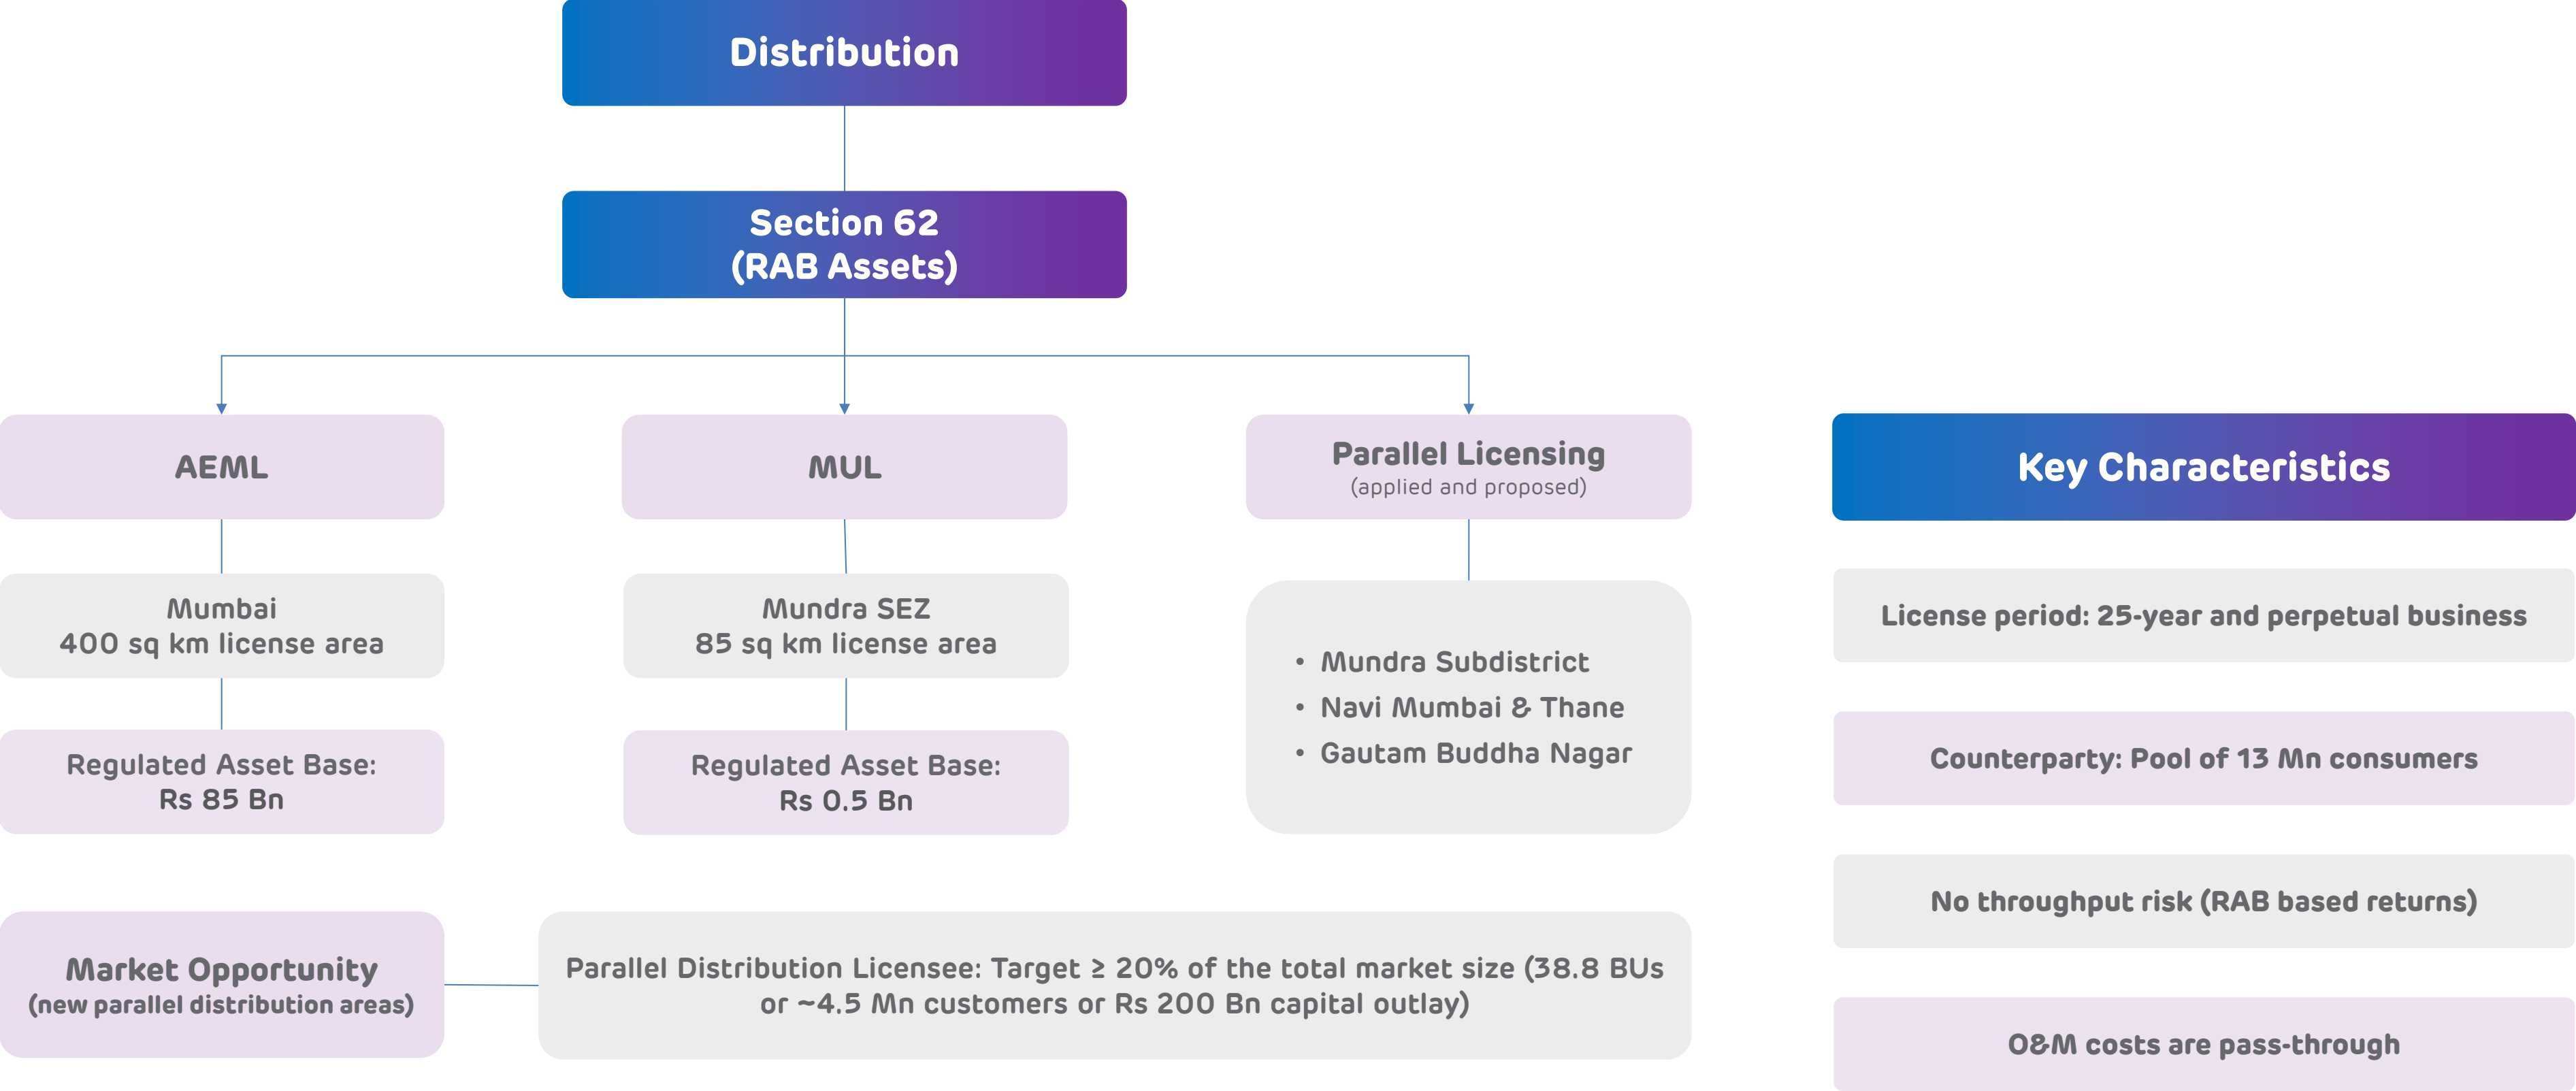 Distribution
Section 62
(RAB Assets)
AEML
Mumbai
400 sq km license area
Regulated Asset Base:
Rs 85 Bn
MUL
Mundra SEZ
85 sq km license area
Regulated Asset Base:
Rs 0.5 Bn
Parallel Licensing
(applied and proposed)
• Mundra Subdistrict
• Navi Mumbai & Thane
• Gautam Buddha Nagar
Market Opportunity
(new parallel distribution areas)
Parallel Distribution Licensee: Target ≥ 20% of the total market size (38.8 BUs
or ~4.5 Mn customers or Rs 200 Bn capital outlay)
Key Characteristics
License period: 25-year and perpetual business
Counterparty: Pool of 13 Mn consumers
No throughput risk (RAB based returns)
O&M costs are pass-through